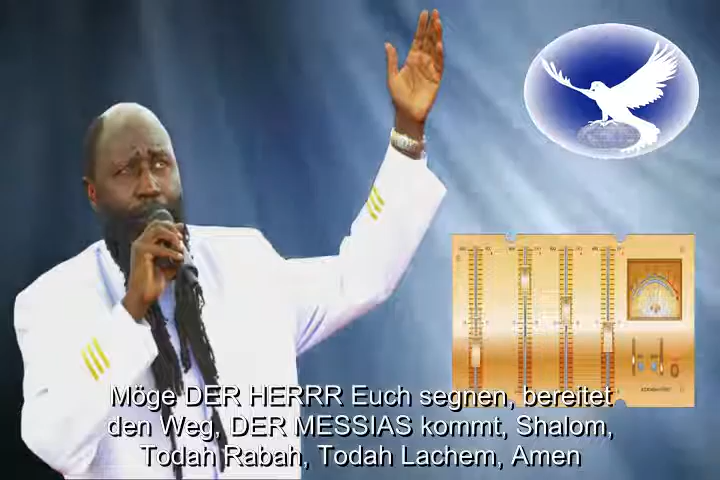 Möge DER HERRR Euch segnen, bereitet
den Weg, DER MESSIAS kommt, Shalom,
Todah Rabah, Todah Lachem, Amen